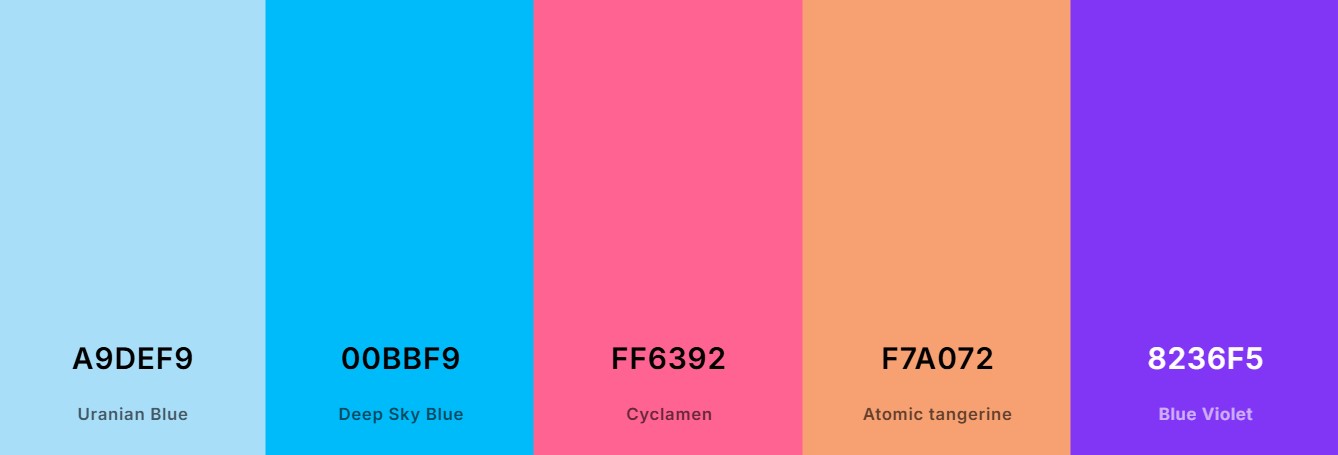 A9DEF9
Uranian Blue
00BBF9
Deep Sky Blue
FF6392
Cyclamen
F7A072
Atomic tangerine
8236F5
Blue Violet